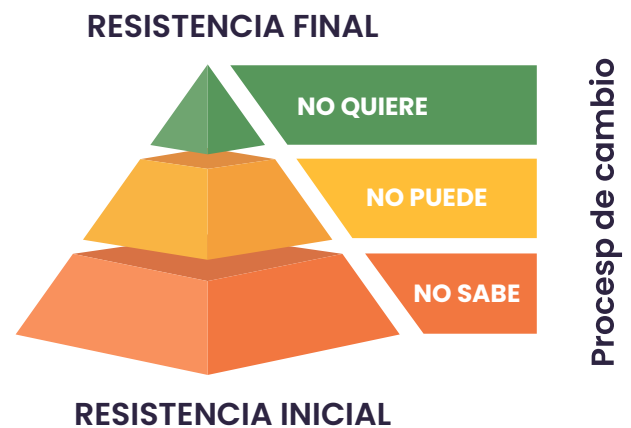 RESISTENCIA FINAL
NO QUIERE
NO PUEDE
NO SABE
RESISTENCIA INICIAL
Procesp de cambio